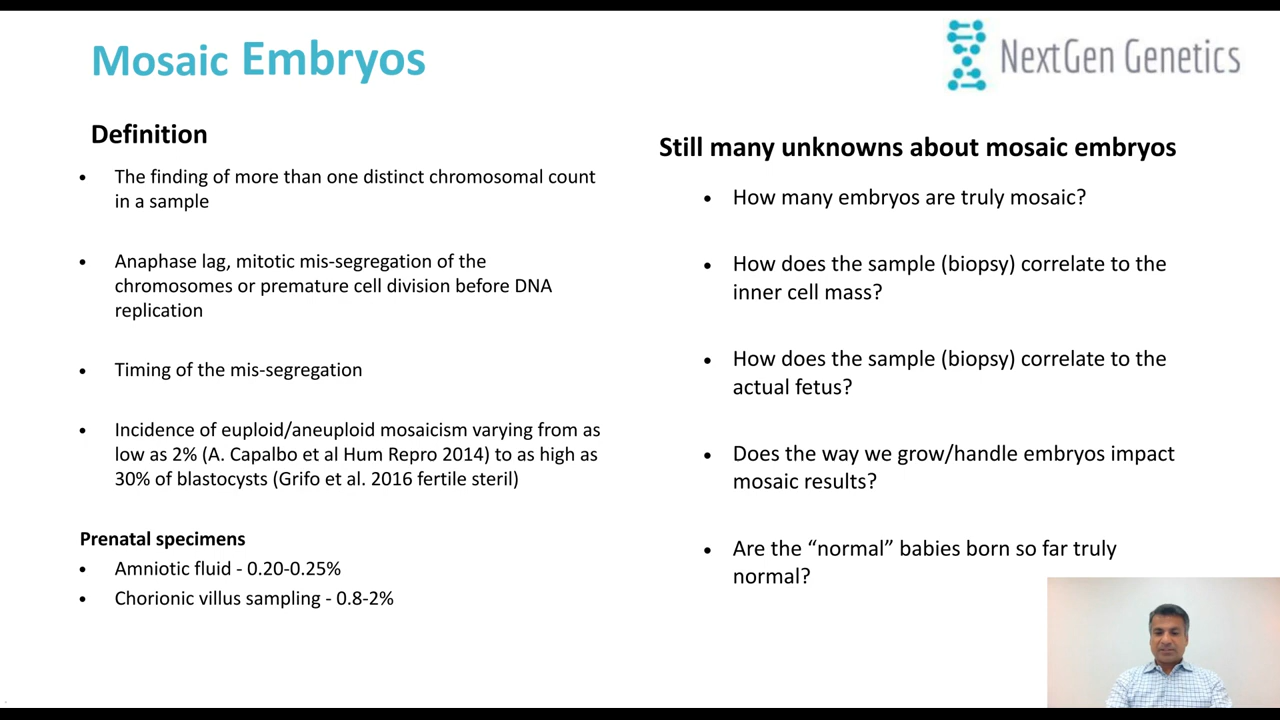 Mosaic Embryos
NextGen Genetics
Definition
The finding of more than one distinct chromosomal count
in a sample
Anaphase lag, mitotic mis-segregation of the
chromosomes or premature cell division before DNA
replication
Timing of the mis-segregation
Incidence of euploid/aneuploid mosaicism varying from as
low as 2% (A. Capalbo et al Hum Repro 2014) to as high as
30% of blastocysts (Grifo et al. 2016 fertile steril)
Prenatal specimens
Amniotic fluid - 0.20-0.25%
Chorionic villus sampling - 0.8-2%
Still many unknowns about mosaic embryos
How many embryos are truly mosaic?
How does the sample (biopsy) correlate to the
inner cell mass?
How does the sample (biopsy) correlate to the
actual fetus?
Does the way we grow/handle embryos impact
mosaic results?
Are the “normal” babies born so far truly
normal?